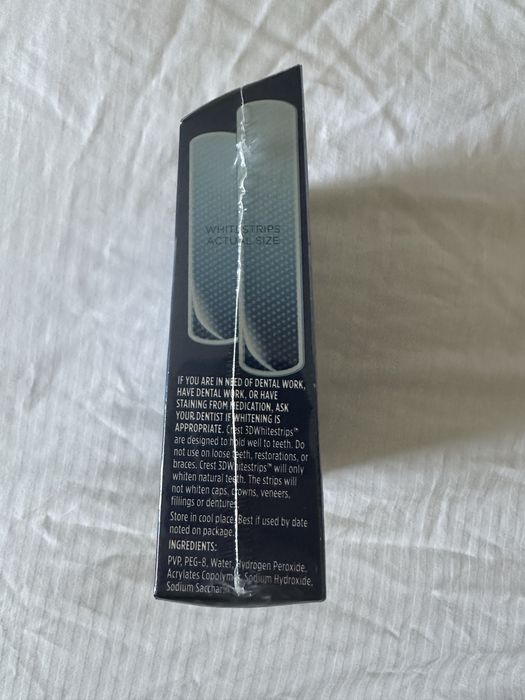 WHITESTRIPS
ACTUAL SIZE
IF YOU ARE IN NEED OF DENTAL WORK,
HAVE DENTAL WORK, OR HAVE
STAINING FROM MEDICATION, ASK
YOUR DENTIST IF WHITENING IS
APPROPRIATE. Crest 3DWhitestrips™
are designed to hold well to teeth. Do
not use on loose teeth, restorations, or
braces. Crest 3DWhitestrips™ will only
whiten natural teeth. The strips will
not whiten caps, crowns, veneers,
fillings or dentures.
Store in cool place. Best if used by date
noted on package.
INGREDIENTS:
PVP, PEG-8, Water, Hydrogen Peroxide,
Acrylates Copolymer, Sodium Hydroxide,
Sodium Saccharin